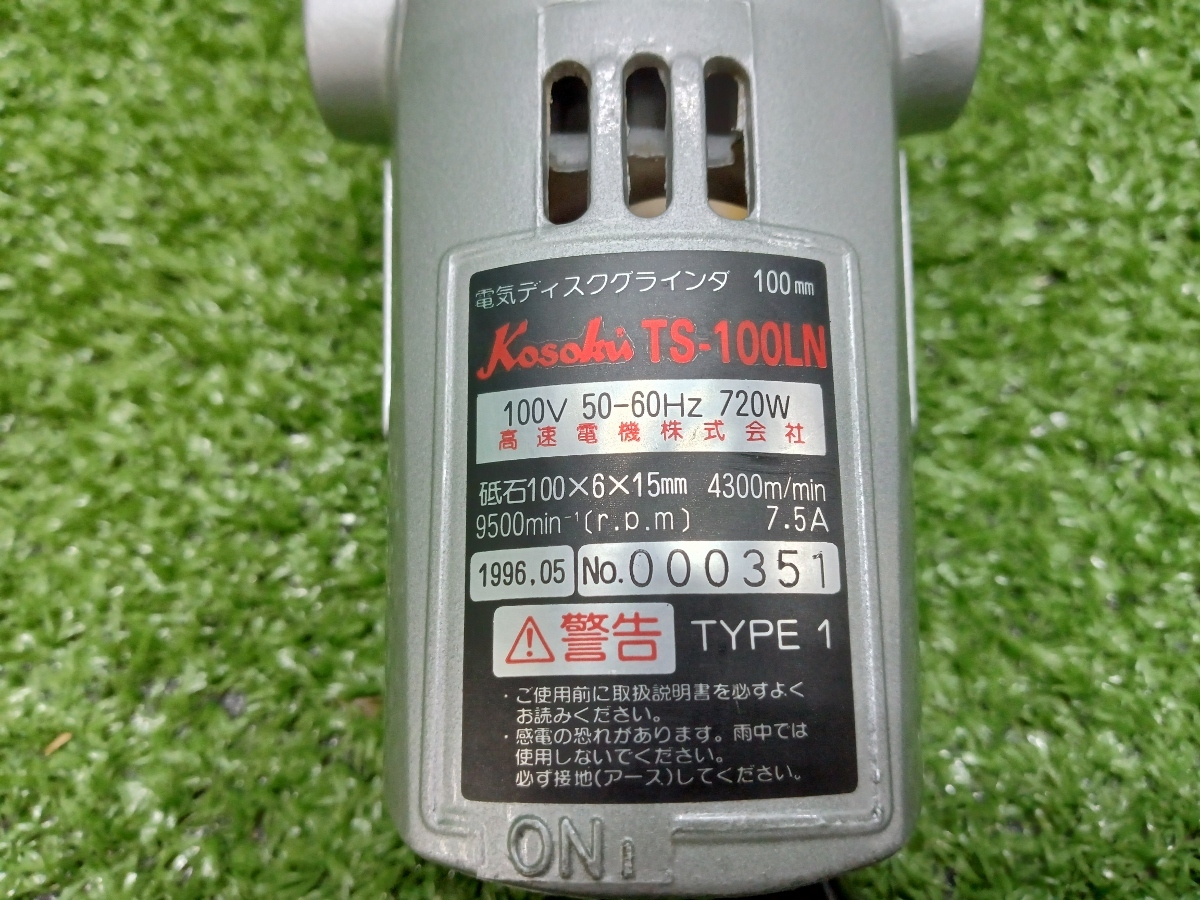 電気ディスクグラインダ 100mm
Kosoku TS-100LN
100V 50-60Hz 720W
高速電機株式会社
砥石100×6×15mm 4300m/min
9500min⁻¹(r.p.m) 7.5A
1996.05 No.000351
警告 TYPE 1
・ご使用前に取扱説明書を必ずよく
お読みください。
・感電の恐れがあります。雨中では
使用しないでください。
必ず接地(アース)してください。
ON 1